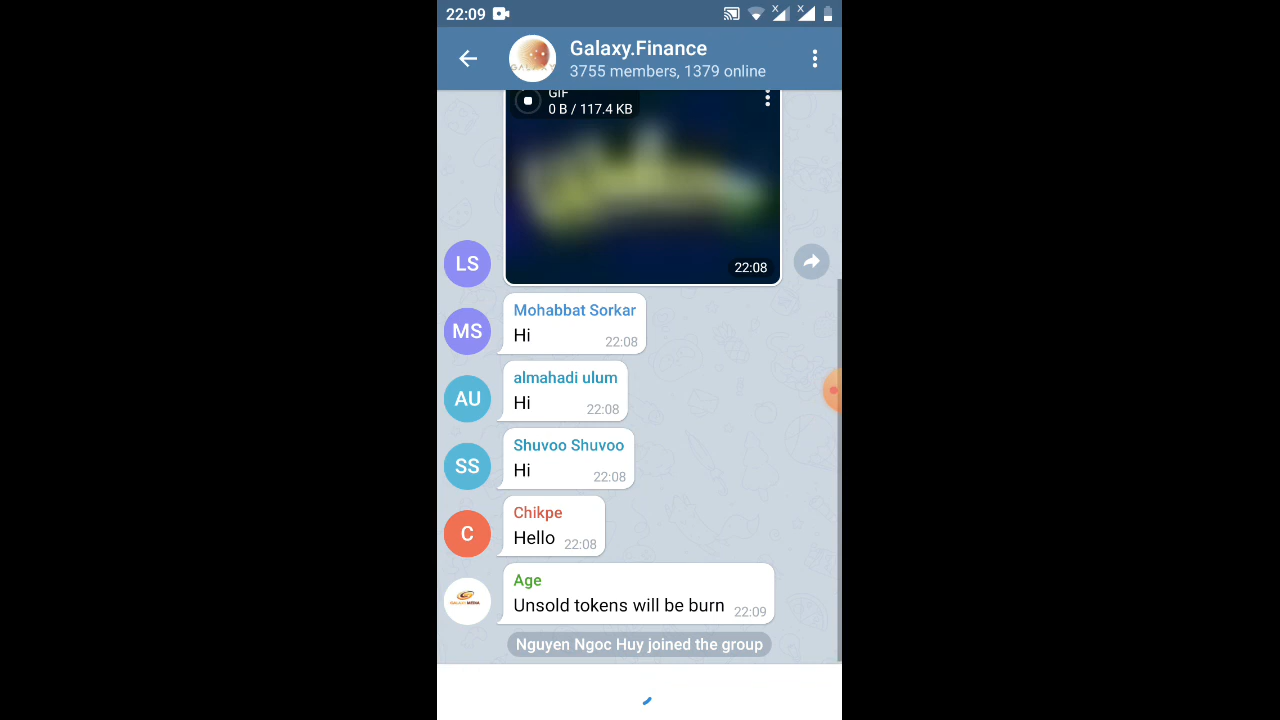 22:09
Galaxy.Finance
3755 members, 1379 online
GIF
0 B / 117.4 KB
22:08
LS
Mohabbat Sorkar
MS
Hi 22:08
almahadi ulum
AU
Hi 22:08
Shuvoo Shuvoo
SS
Hi 22:08
Chikpe
C
Hello 22:08
Age
Unsold tokens will be burn 22:09
Nguyen Ngoc Huy joined the group